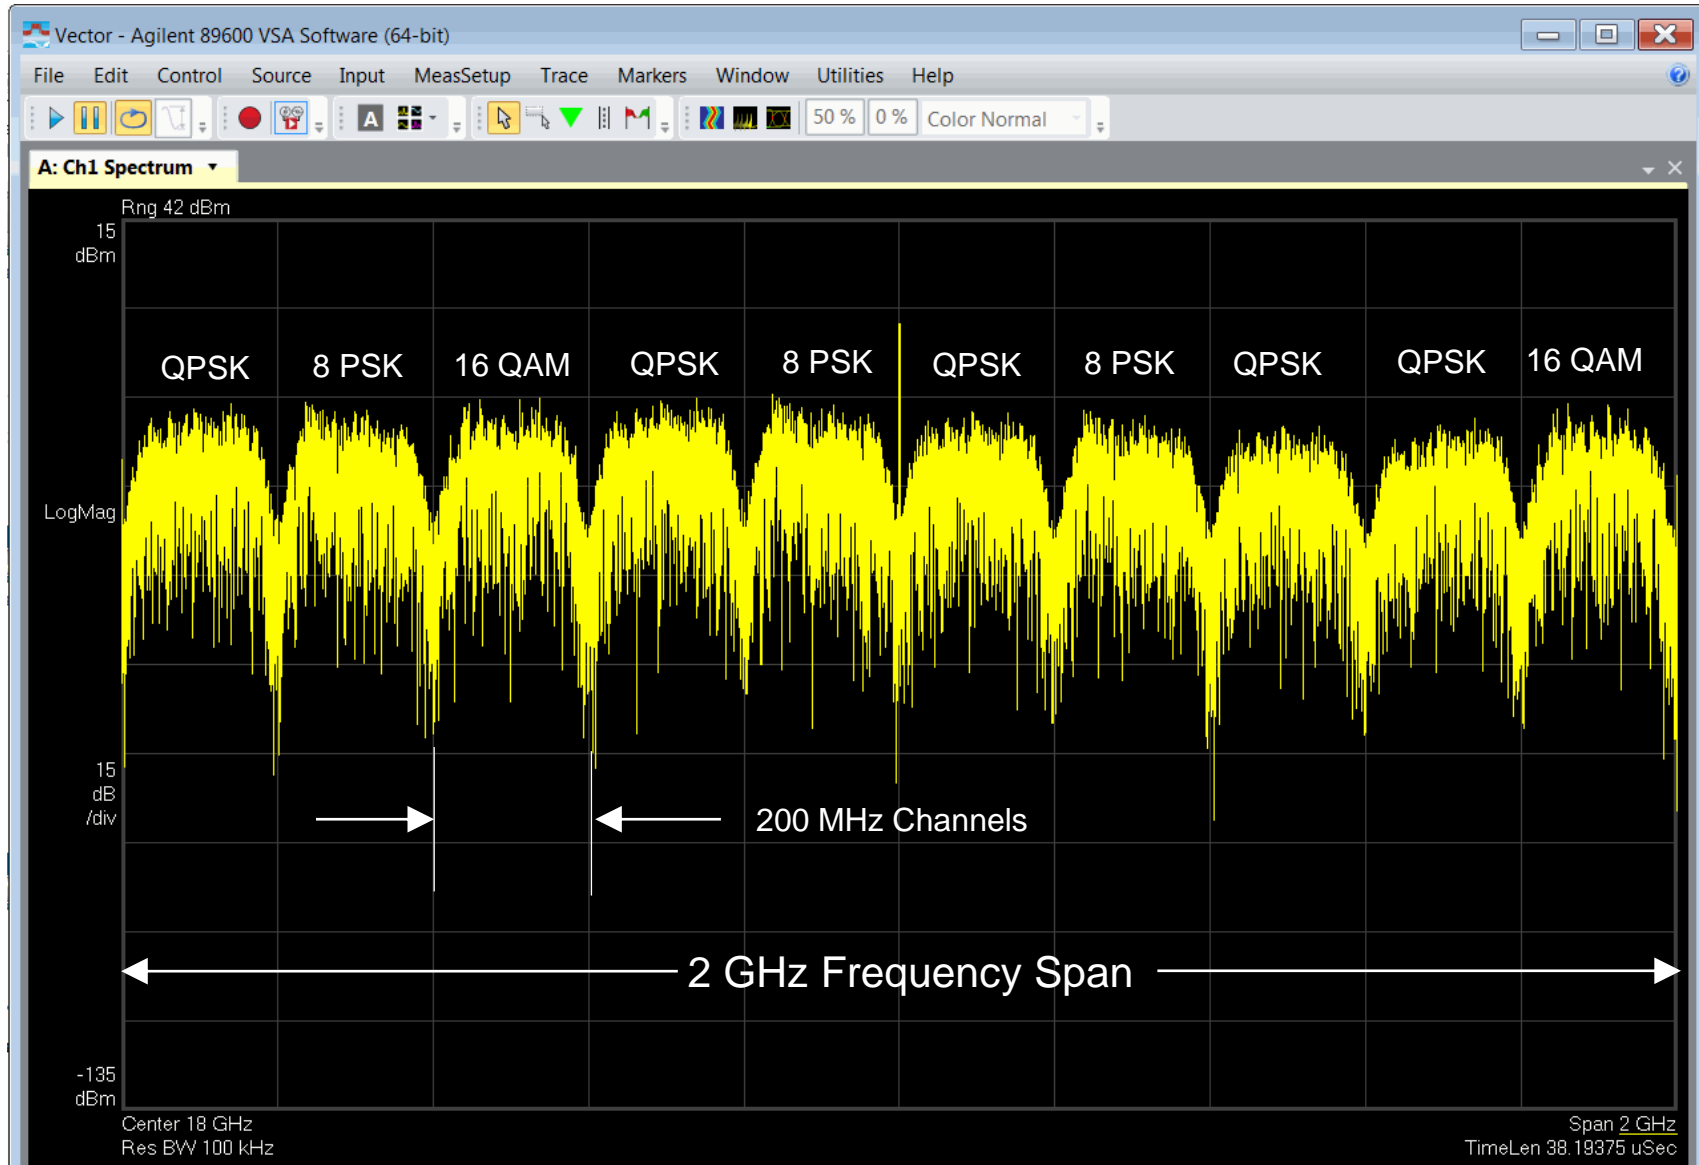 Vector - Agilent 89600 VSA Software (64-bit)
File Edit Control Source Input MeasSetup Trace Markers Window Utilities Help
A 50 % 0 % Color Normal
A: Ch1 Spectrum
Rng 42 dBm
15
dBm
QPSK 8 PSK 16 QAM QPSK 8 PSK QPSK 8 PSK QPSK QPSK 16 QAM
LogMag
15
dB
/div
200 MHz Channels
2 GHz Frequency Span
-135
dBm
Center 18 GHz Span 2 GHz
Res BW 100 kHz TimeLen 38.19375 uSec